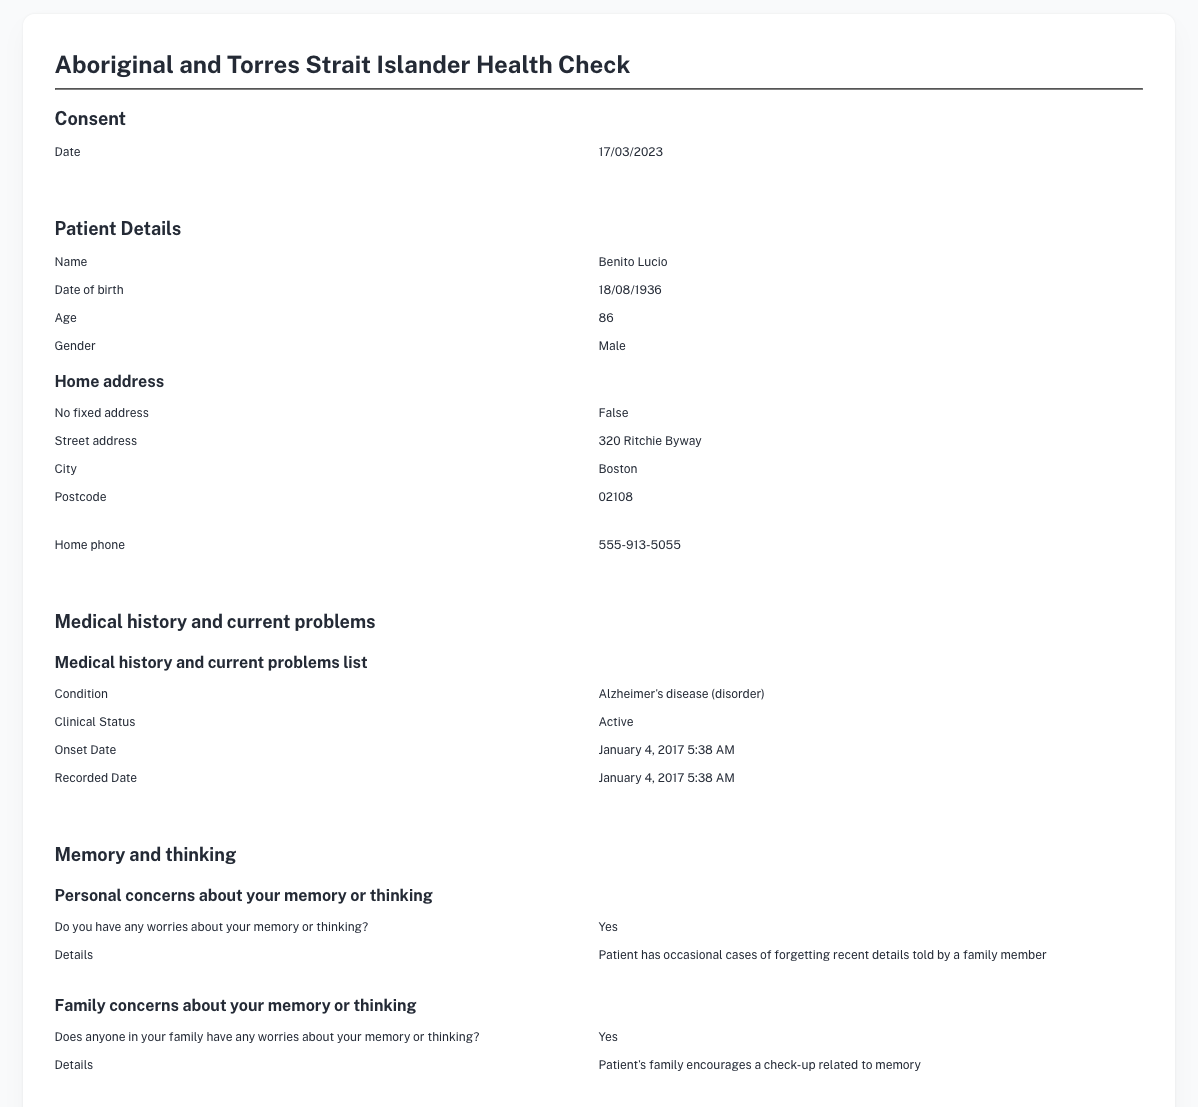 Aboriginal and Torres Strait Islander Health Check
Consent
Date 17/03/2023
Patient Details
Name Benito Lucio
Date of birth 18/08/1936
Age 86
Gender Male
Home address
No fixed address False
Street address 320 Ritchie Byway
City Boston
Postcode 02108
Home phone 555-913-5055
Medical history and current problems
Medical history and current problems list
Condition Alzheimer's disease (disorder)
Clinical Status Active
Onset Date January 4, 2017 5:38 AM
Recorded Date January 4, 2017 5:38 AM
Memory and thinking
Personal concerns about your memory or thinking
Do you have any worries about your memory or thinking? Yes
Details Patient has occasional cases of forgetting recent details told by a family member
Family concerns about your memory or thinking
Does anyone in your family have any worries about your memory or thinking? Yes
Details Patient's family encourages a check-up related to memory